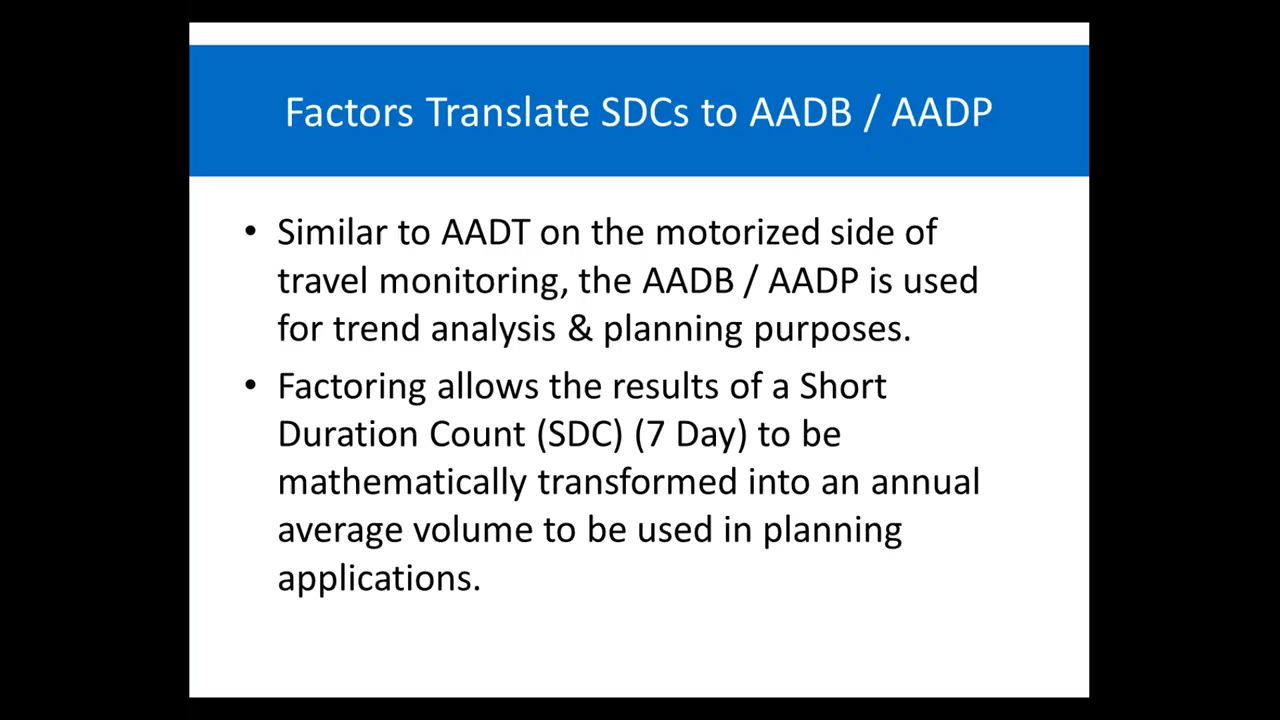 Factors Translate SDCs to AADB / AADP
• Similar to AADT on the motorized side of
travel monitoring, the AADB / AADP is used
for trend analysis & planning purposes.
• Factoring allows the results of a Short
Duration Count (SDC) (7 Day) to be
mathematically transformed into an annual
average volume to be used in planning
applications.